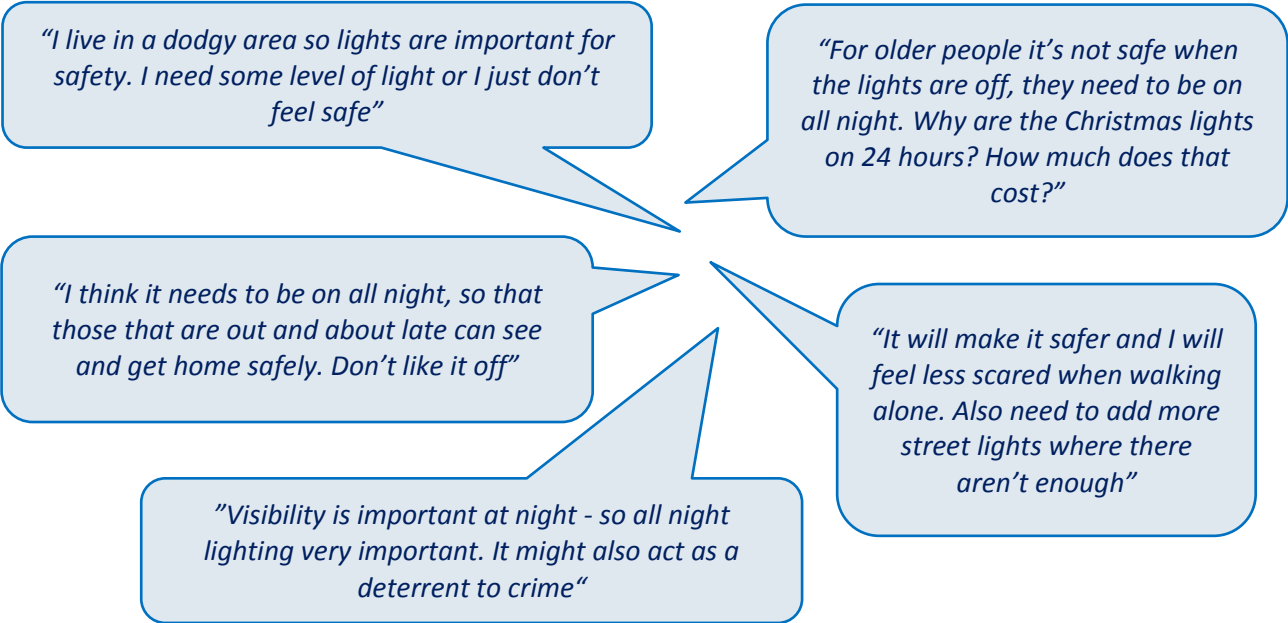 “I live in a dodgy area so lights are important for
safety. I need some level of light or I just don’t
feel safe”
“For older people it’s not safe when
the lights are off, they need to be on
all night. Why are the Christmas lights
on 24 hours? How much does that
cost?”
“I think it needs to be on all night, so that
those that are out and about late can see
and get home safely. Don’t like it off”
“It will make it safer and I will
feel less scared when walking
alone. Also need to add more
street lights where there
aren’t enough”
”Visibility is important at night - so all night
lighting very important. It might also act as a
deterrent to crime“